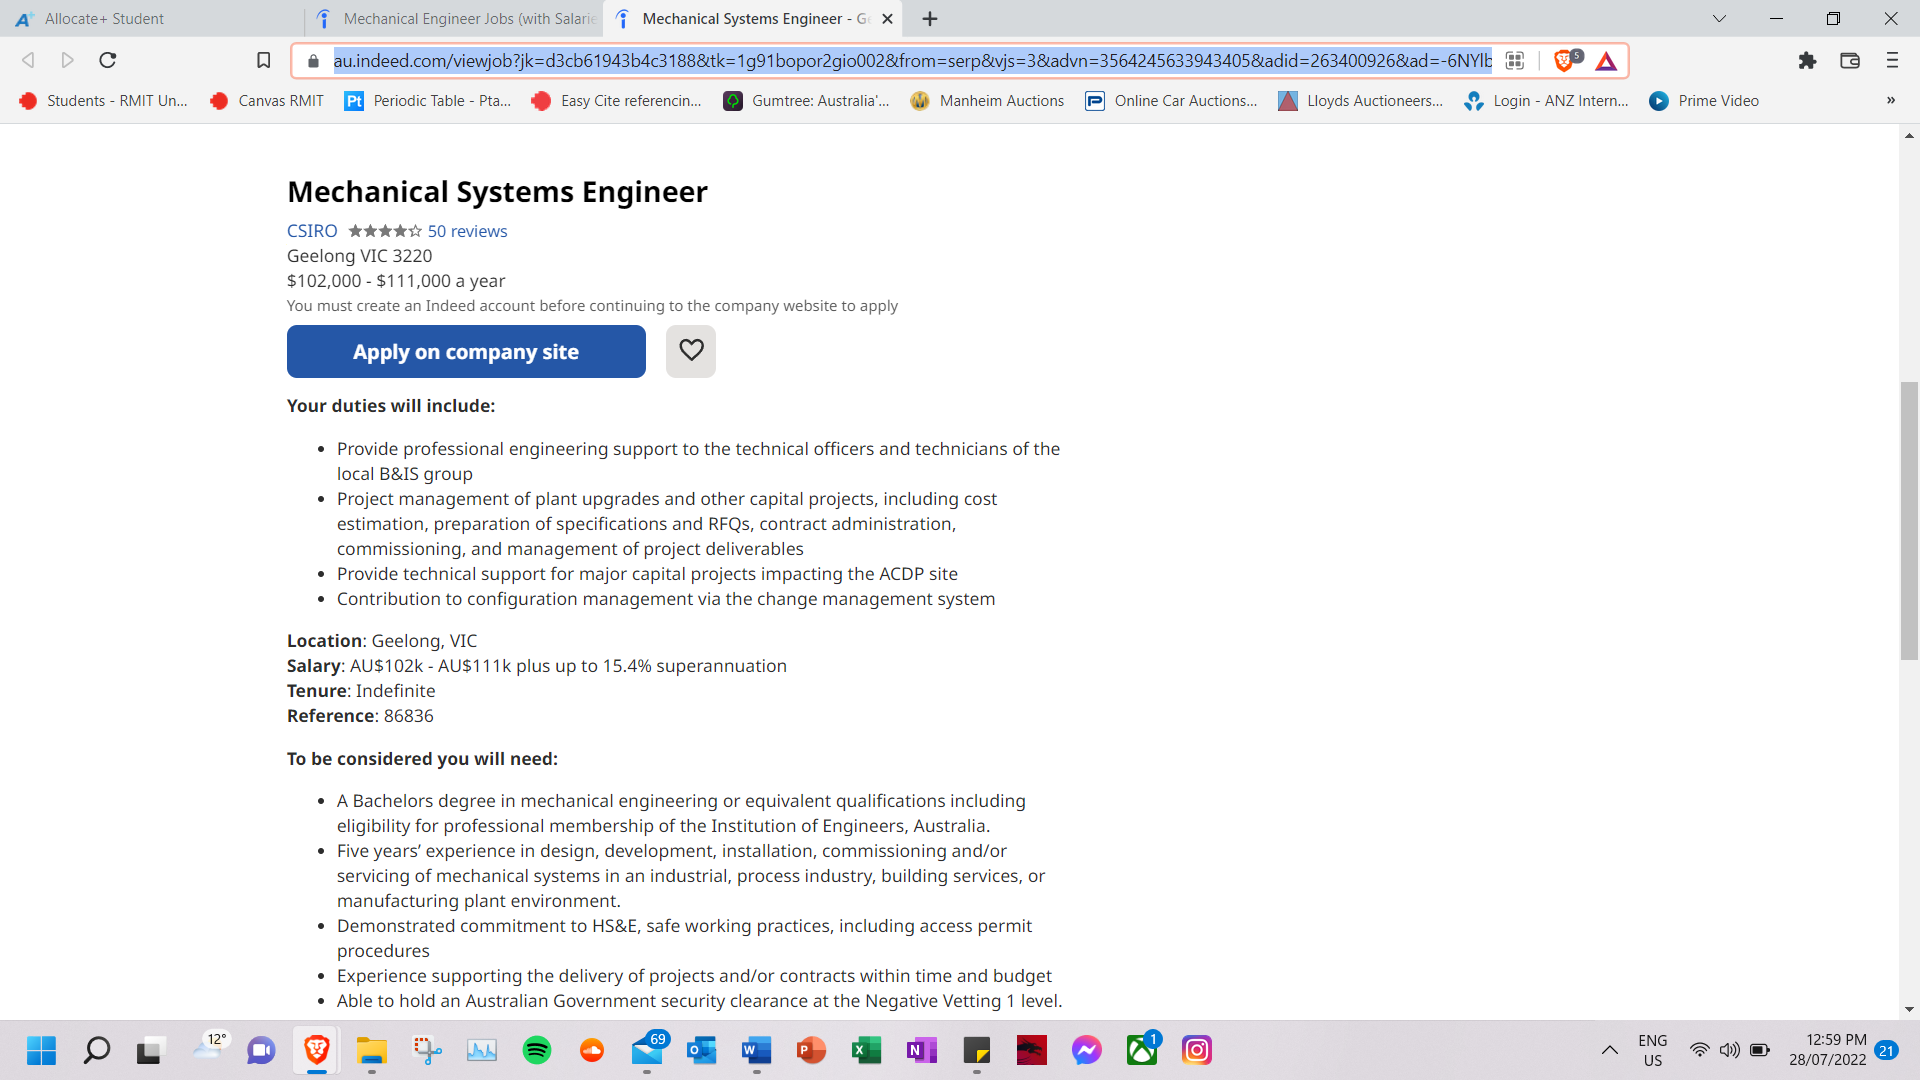 Allocate+ Student
Mechanical Engineer Jobs (with Salarie
Mechanical Systems Engineer - Ge
au.indeed.com/viewjob?jk=d3cb61943b4c3188&tk=1g91bopor2gio002&from=serp&vjs=3&advn=3564245633943405&adid=263400926&ad=-6NYlb
5
Students - RMIT Un...
Canvas RMIT
Periodic Table - Pta...
Easy Cite referencin...
Gumtree: Australia'...
Manheim Auctions
Online Car Auctions...
Lloyds Auctioneers...
Login - ANZ Intern...
Prime Video
»
Mechanical Systems Engineer
CSIRO 50 reviews
Geelong VIC 3220
$102,000 - $111,000 a year
You must create an Indeed account before continuing to the company website to apply
Apply on company site
Your duties will include:
• Provide professional engineering support to the technical officers and technicians of the
local B&IS group
• Project management of plant upgrades and other capital projects, including cost
estimation, preparation of specifications and RFQs, contract administration,
commissioning, and management of project deliverables
• Provide technical support for major capital projects impacting the ACDP site
• Contribution to configuration management via the change management system
Location: Geelong, VIC
Salary: AU$102k - AU$111k plus up to 15.4% superannuation
Tenure: Indefinite
Reference: 86836
To be considered you will need:
• A Bachelors degree in mechanical engineering or equivalent qualifications including
eligibility for professional membership of the Institution of Engineers, Australia.
• Five years’ experience in design, development, installation, commissioning and/or
servicing of mechanical systems in an industrial, process industry, building services, or
manufacturing plant environment.
• Demonstrated commitment to HS&E, safe working practices, including access permit
procedures
• Experience supporting the delivery of projects and/or contracts within time and budget
• Able to hold an Australian Government security clearance at the Negative Vetting 1 level.
12°
69
1
ENG
US
12:59 PM
28/07/2022
21